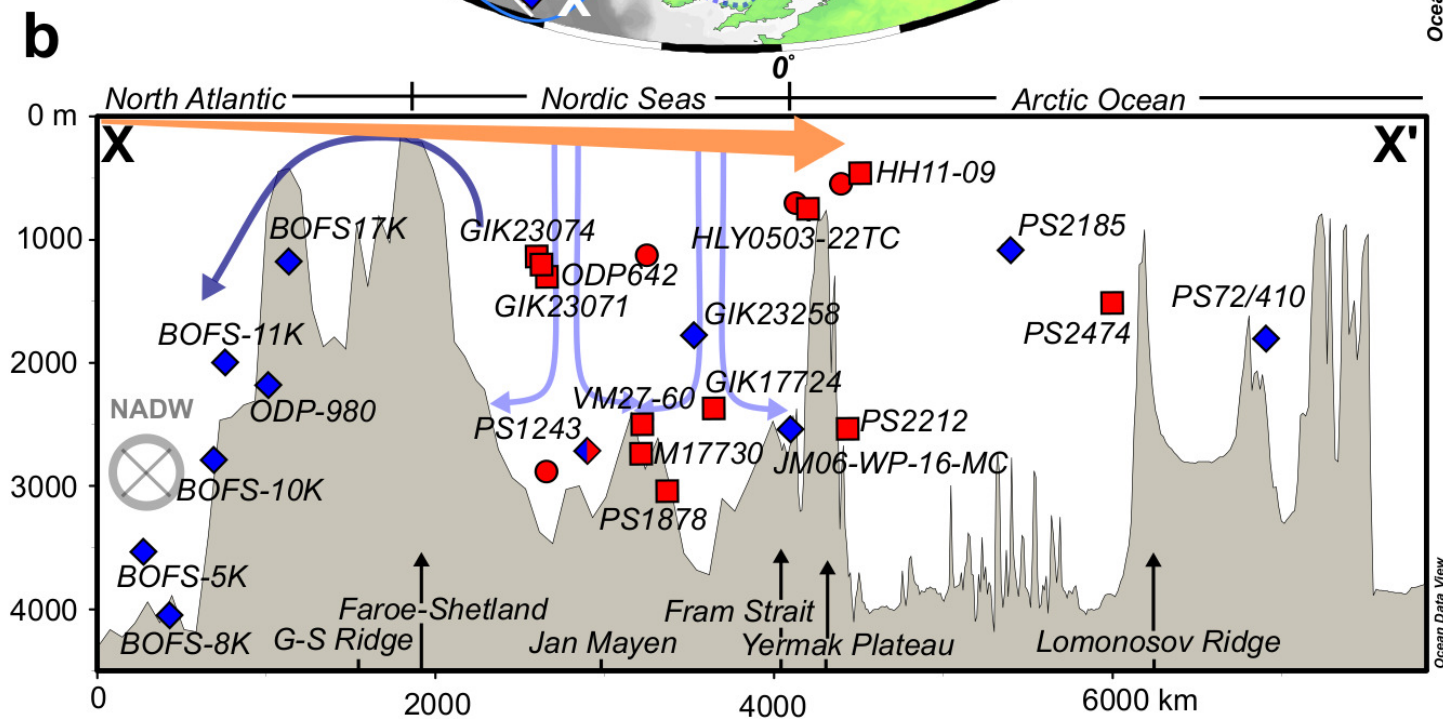 X
Ocea
b
0°
North Atlantic
Nordic Seas
Arctic Ocean
0 m
X
X'
HH11-09
BOFS17K
GIK23074
HLY0503-22TC
PS2185
1000
ODP642
GIK23071
GIK23258
PS72/410
BOFS-11K
PS2474
2000
NADW
ODP-980
VM27-60
GIK17724
PS1243
PS2212
M17730
JM06-WP-16-MC
3000
BOFS-10K
PS1878
BOFS-5K
4000
Faroe-Shetland
Fram Strait
BOFS-8K
G-S Ridge
Jan Mayen
Yermak Plateau
Lomonosov Ridge
Ocean Data View
0
2000
4000
6000 km